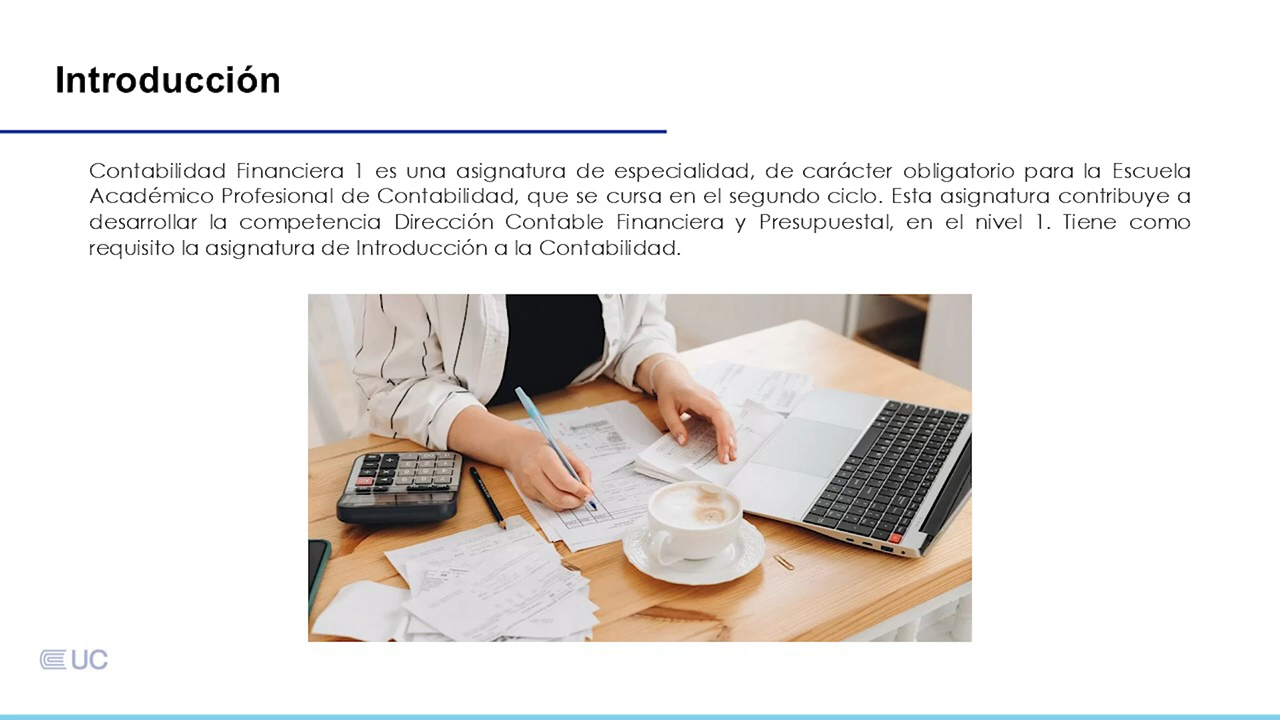 Introducción
Contabilidad Financiera 1 es una asignatura de especialidad, de carácter obligatorio para la Escuela
Académico Profesional de Contabilidad, que se cursa en el segundo ciclo. Esta asignatura contribuye a
desarrollar la competencia Dirección Contable Financiera y Presupuestal, en el nivel 1. Tiene como
requisito la asignatura de Introducción a la Contabilidad.
UC